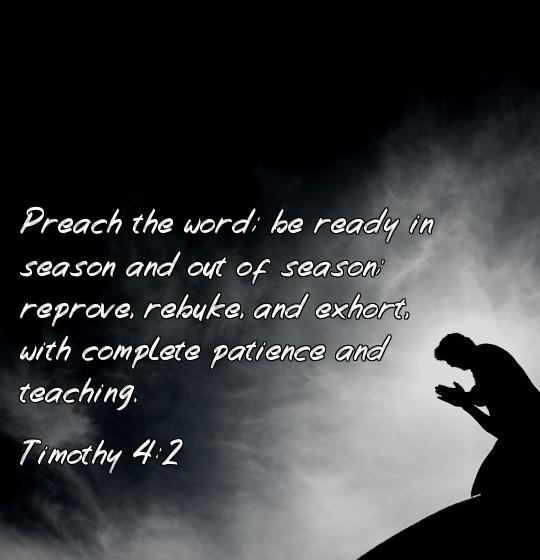 Preach the word; be ready in
season and out of season;
reprove, rebuke, and exhort,
with complete patience and
teaching.
Timothy 4:2